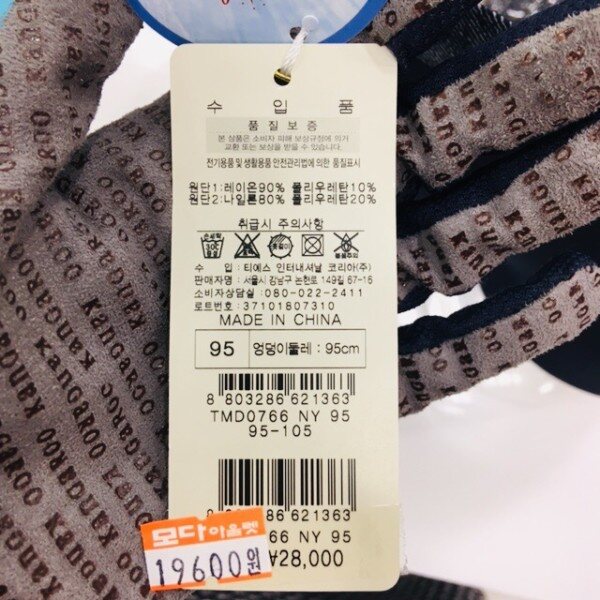 수 입 품
품 질 보 증
본 상품은 소비자 피해 보상규정에 의거
교환 또는 보상을 받을 수 있습니다.
전기용품 및 생활용품 안전관리법에 의한 품질표시
원단1:레이온90% 폴리우레탄10%
원단2:나일론80% 폴리우레탄20%
취급시 주의사항
수 입 : 티에스 인터내셔날 코리아(주)
판매자명 : 서울시 강남구 논현로 149길 67-16
소비자상담실 : 080-022-2411
로트번호 : 37101807310
MADE IN CHINA
95 엉덩이둘레 : 95cm
8 803286 621363
TMD0766 NY 95
95-105
86 621363
66 NY 95
₩28,000
모다아울렛
19600원
Kangaroo